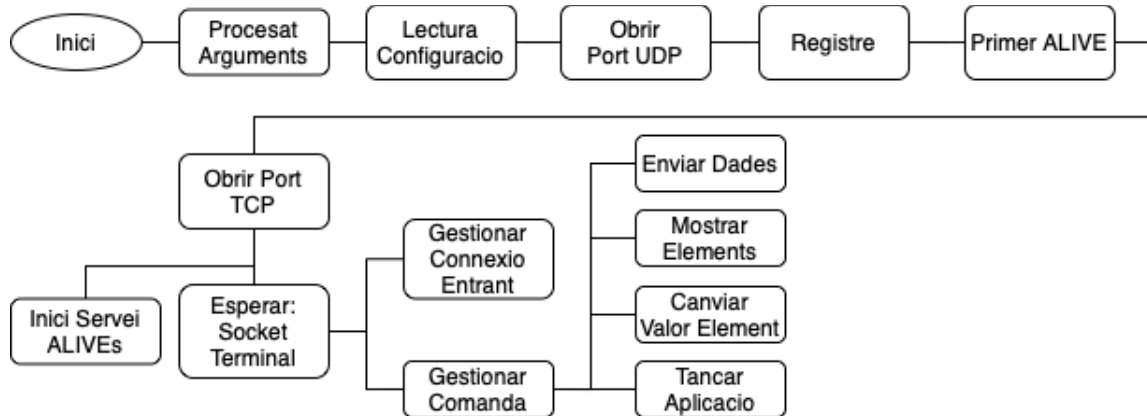 Inici
Procesat
Arguments
Lectura
Configuracio
Obrir
Port UDP
Registre
Primer ALIVE
Obrir Port
TCP
Inici Servei
ALIVEs
Esperar:
Socket
Terminal
Gestionar
Connexio
Entrant
Gestionar
Comanda
Enviar Dades
Mostrar
Elements
Canviar
Valor Element
Tancar
Aplicacio